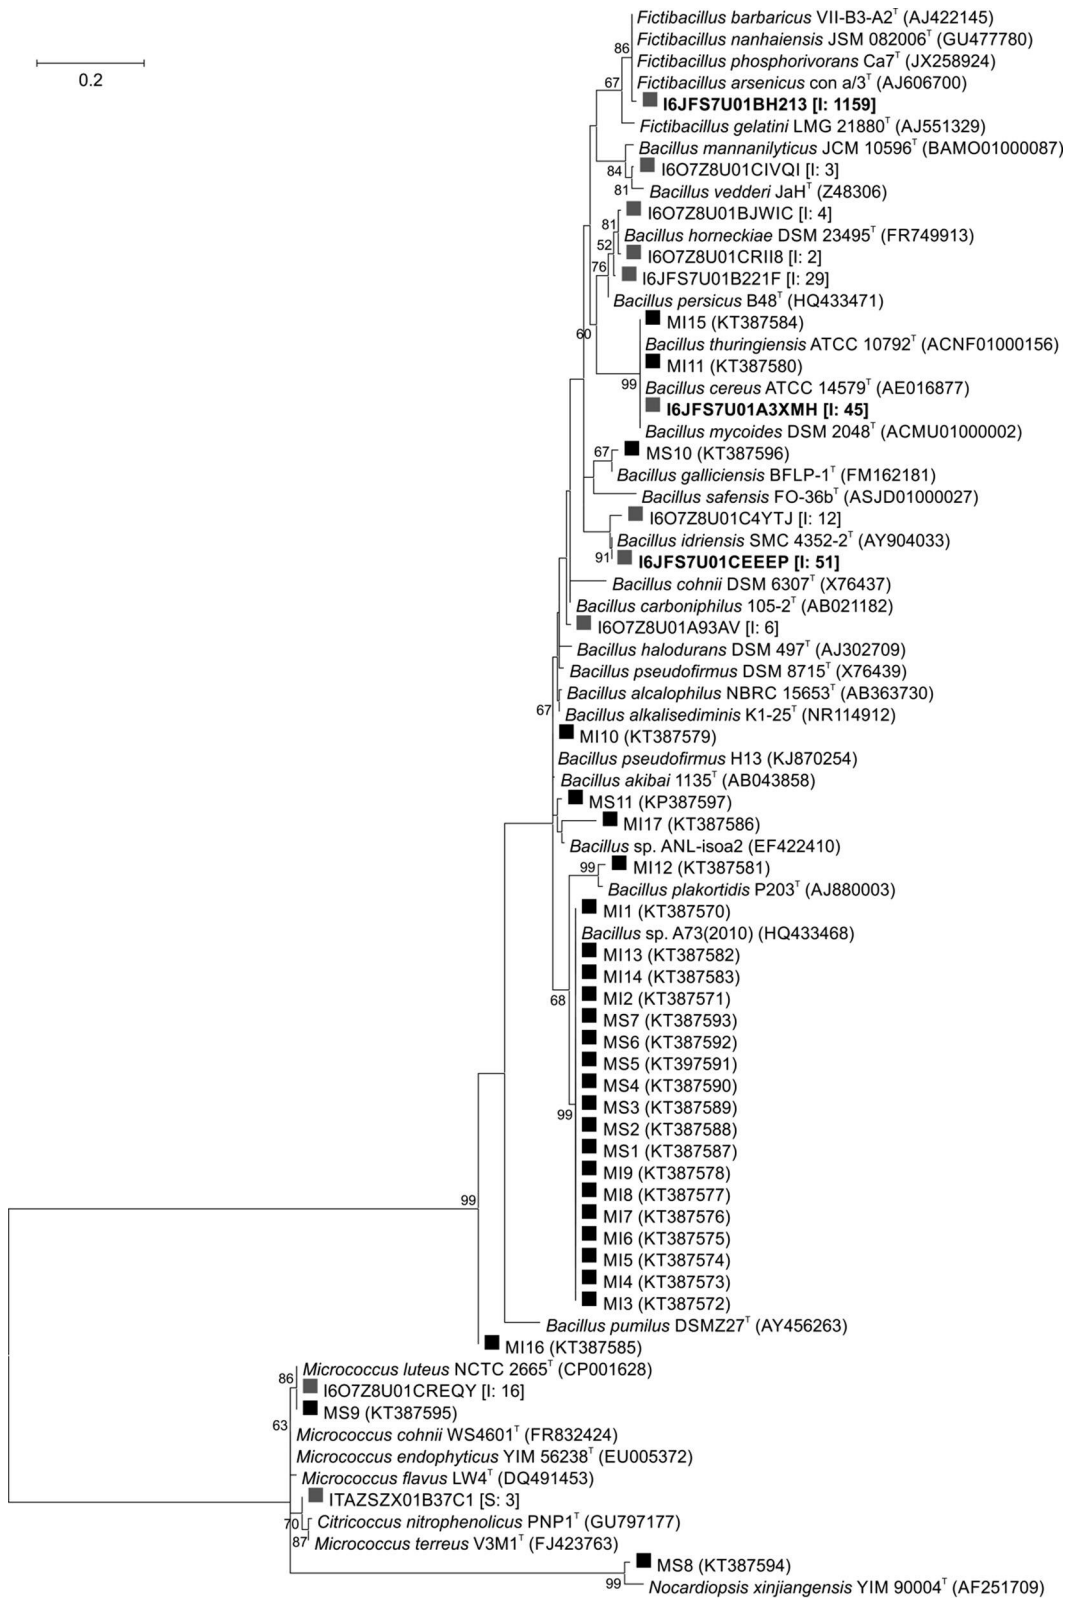 Fictibacillus barbaricus VII-B3-A2ᵀ (AJ422145)
Fictibacillus nanhaiensis JSM 082006ᵀ (GU477780)
86
Fictibacillus phosphorivorans Ca7ᵀ (JX258924)
0.2
67
Fictibacillus arsenicus con a/3ᵀ (AJ606700)
I6JFS7U01BH213 [I: 1159]
Fictibacillus gelatini LMG 21880ᵀ (AJ551329)
Bacillus mannanilyticus JCM 10596ᵀ (BAMO01000087)
84
I6O7Z8U01CIVQI [I: 3]
81
Bacillus vedderi JaHᵀ (Z48306)
I6O7Z8U01BJWIC [I: 4]
81
Bacillus horneckiae DSM 23495ᵀ (FR749913)
52
I6O7Z8U01CRII8 [I: 2]
76
I6JFS7U01B221F [I: 29]
Bacillus persicus B48ᵀ (HQ433471)
MI15 (KT387584)
60
Bacillus thuringiensis ATCC 10792ᵀ (ACNF01000156)
MI11 (KT387580)
99
Bacillus cereus ATCC 14579ᵀ (AE016877)
I6JFS7U01A3XMH [I: 45]
Bacillus mycoides DSM 2048ᵀ (ACMU01000002)
67
MS10 (KT387596)
Bacillus galliciensis BFLP-1ᵀ (FM162181)
Bacillus safensis FO-36bᵀ (ASJD01000027)
I6O7Z8U01C4YTJ [I: 12]
Bacillus idriensis SMC 4352-2ᵀ (AY904033)
91
I6JFS7U01CEEEP [I: 51]
Bacillus cohnii DSM 6307ᵀ (X76437)
Bacillus carboniphilus 105-2ᵀ (AB021182)
I6O7Z8U01A93AV [I: 6]
Bacillus halodurans DSM 497ᵀ (AJ302709)
Bacillus pseudofirmus DSM 8715ᵀ (X76439)
Bacillus alcalophilus NBRC 15653ᵀ (AB363730)
67
Bacillus alkalisediminis K1-25ᵀ (NR114912)
MI10 (KT387579)
Bacillus pseudofirmus H13 (KJ870254)
Bacillus akibai 1135ᵀ (AB043858)
MS11 (KP387597)
MI17 (KT387586)
Bacillus sp. ANL-isoa2 (EF422410)
99
MI12 (KT387581)
Bacillus plakortidis P203ᵀ (AJ880003)
MI1 (KT387570)
Bacillus sp. A73(2010) (HQ433468)
MI13 (KT387582)
MI14 (KT387583)
68
MI2 (KT387571)
MS7 (KT387593)
MS6 (KT387592)
MS5 (KT397591)
MS4 (KT387590)
MS3 (KT387589)
99
MS2 (KT387588)
MS1 (KT387587)
MI9 (KT387578)
MI8 (KT387577)
99
MI7 (KT387576)
MI6 (KT387575)
MI5 (KT387574)
MI4 (KT387573)
MI3 (KT387572)
Bacillus pumilus DSMZ27ᵀ (AY456263)
MI16 (KT387585)
Micrococcus luteus NCTC 2665ᵀ (CP001628)
86
I6O7Z8U01CREQY [I: 16]
MS9 (KT387595)
63
Micrococcus cohnii WS4601ᵀ (FR832424)
Micrococcus endophyticus YIM 56238ᵀ (EU005372)
Micrococcus flavus LW4ᵀ (DQ491453)
ITAZSZX01B37C1 [S: 3]
70
Citricoccus nitrophenolicus PNP1ᵀ (GU797177)
87
Micrococcus terreus V3M1ᵀ (FJ423763)
MS8 (KT387594)
99
Nocardiopsis xinjiangensis YIM 90004ᵀ (AF251709)